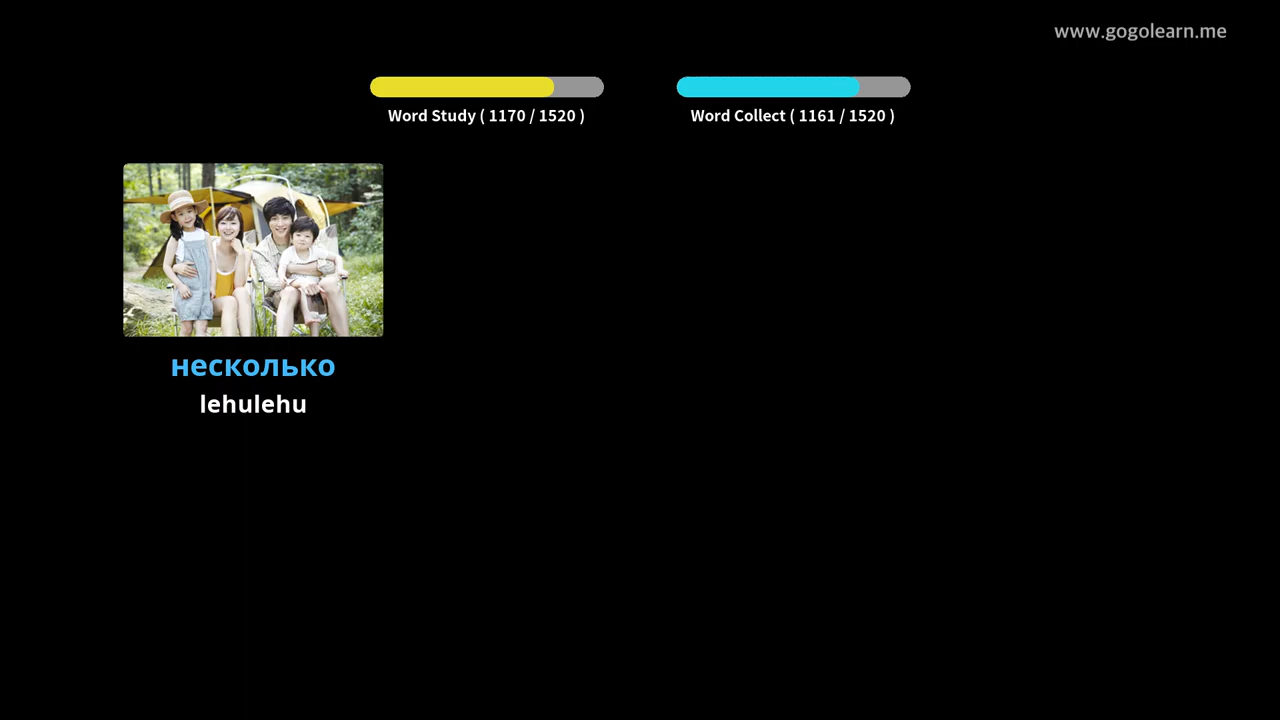 www.gogolearn.me
Word Study ( 1170 / 1520 )
Word Collect ( 1161 / 1520 )
несколько
lehulehu